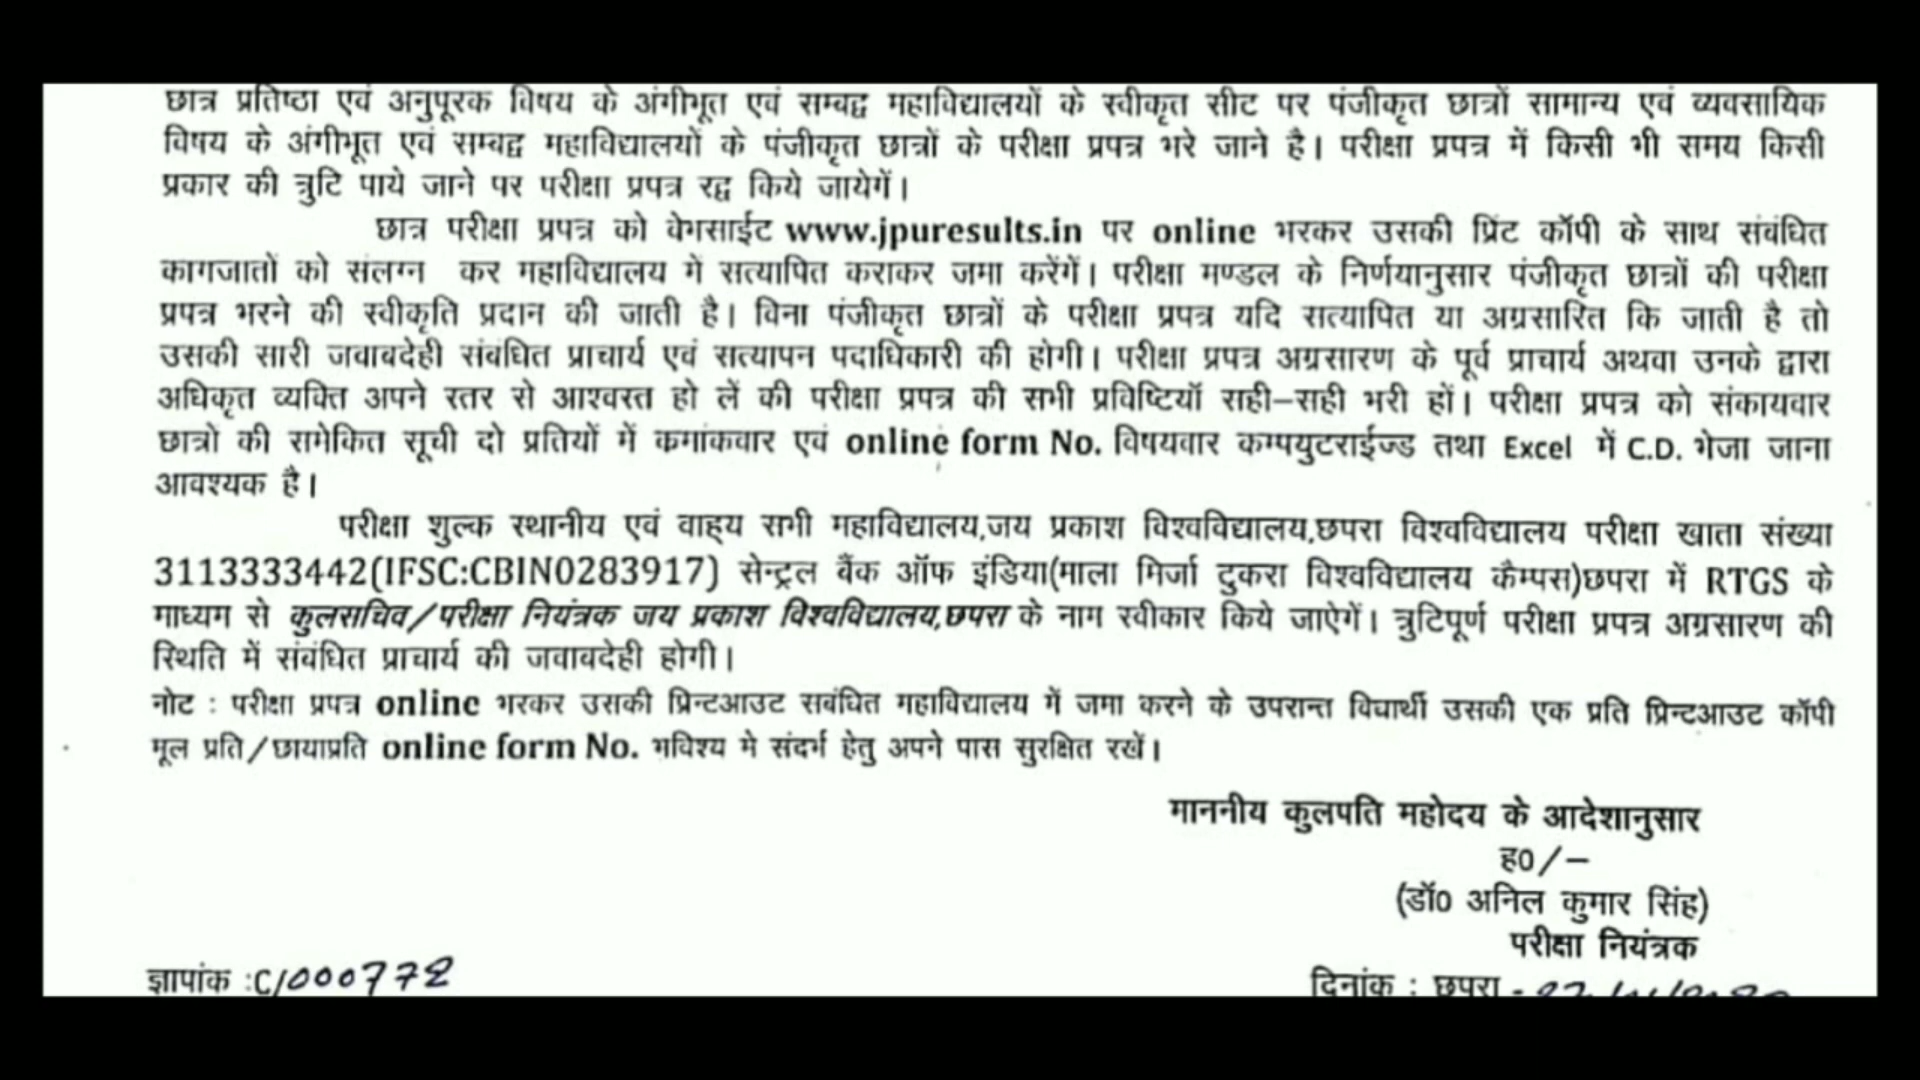 छात्र प्रतिष्ठा एवं अनुपूरक विषय के अंगीभूत एवं सम्बद्ध महाविद्यालयों के स्वीकृत सीट पर पंजीकृत छात्रों सामान्य एवं व्यवसायिक
विषय के अंगीभूत एवं सम्बद्व महाविद्यालयों के पंजीकृत छात्रों के परीक्षा प्रपत्र भरे जाने है। परीक्षा प्रपत्र में किसी भी समय किसी
प्रकार की त्रुटि पाये जाने पर परीक्षा प्रपत्र रद्व किये जायेगें।
छात्र परीक्षा प्रपत्र को वेभसाईट www.jpuresults.in पर online भरकर उसकी प्रिंट कॉपी के साथ संबंधित
कागजातों को संलग्न कर महाविद्यालय में सत्यापित कराकर जमा करेंगें। परीक्षा मण्डल के निर्णयानुसार पंजीकृत छात्रों की परीक्षा
प्रपत्र भरने की स्वीकृति प्रदान की जाती है। विना पंजीकृत छात्रों के परीक्षा प्रपत्र यदि सत्यापित या अग्रसारित कि जाती है तो
उसकी सारी जवाबदेही संबंधित प्राचार्य एवं सत्यापन पदाधिकारी की होगी। परीक्षा प्रपत्र अग्रसारण के पूर्व प्राचार्य अथवा उनके द्वारा
अधिकृत व्यक्ति अपने स्तर से आश्वस्त हो लें की परीक्षा प्रपत्र की सभी प्रविष्टियॉ सही–सही भरी हों। परीक्षा प्रपत्र को संकायवार
छात्रो की समेकित सूची दो प्रतियों में कमांकवार एवं online form No. विषयवार कम्पयुटराईज्ड तथा Excel में C.D. भेजा जाना
आवश्यक है।
परीक्षा शुल्क स्थानीय एवं वाह्य सभी महाविद्यालय,जय प्रकाश विश्वविद्यालय,छपरा विश्वविद्यालय परीक्षा खाता संख्या
3113333442(IFSC:CBIN0283917) सेन्ट्रल बैंक ऑफ इंडिया(माला मिर्जा टुकरा विश्वविद्यालय कैम्पस)छपरा में RTGS के
माध्यम से कुलसचिव/परीक्षा नियंत्रक जय प्रकाश विश्वविद्यालय,छपरा के नाम स्वीकार किये जाऐगें। त्रुटिपूर्ण परीक्षा प्रपत्र अग्रसारण की
स्थिति में संबंधित प्राचार्य की जवाबदेही होगी।
नोट : परीक्षा प्रपत्र online भरकर उसकी प्रिन्टआउट सबंधित महाविद्यालय में जमा करने के उपरान्त विद्यार्थी उसकी एक प्रति प्रिन्टआउट कॉपी
मूल प्रति/छायाप्रति online form No. भविश्य मे संदर्भ हेतु अपने पास सुरक्षित रखें।
माननीय कुलपति महोदय के आदेशानुसार
ह0/–
(डॉ0 अनिल कुमार सिंह)
परीक्षा नियंत्रक
ज्ञापांक :C/000772
दिनांक : छपरा -